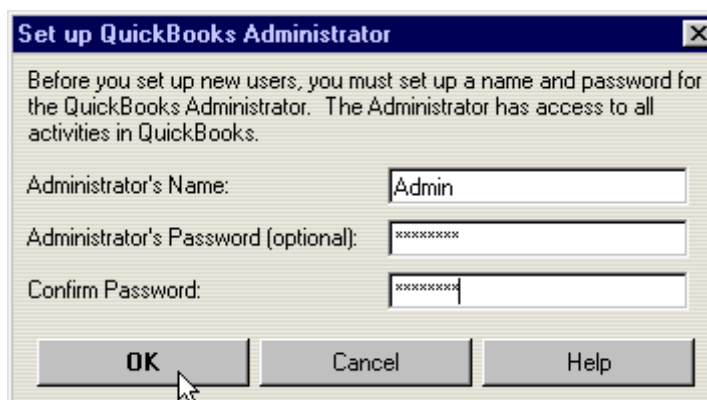 Set up QuickBooks Administrator
Before you set up new users, you must set up a name and password for
the QuickBooks Administrator. The Administrator has access to all
activities in QuickBooks.
Administrator's Name: Admin
Administrator's Password (optional): ********
Confirm Password: ********
OK Cancel Help